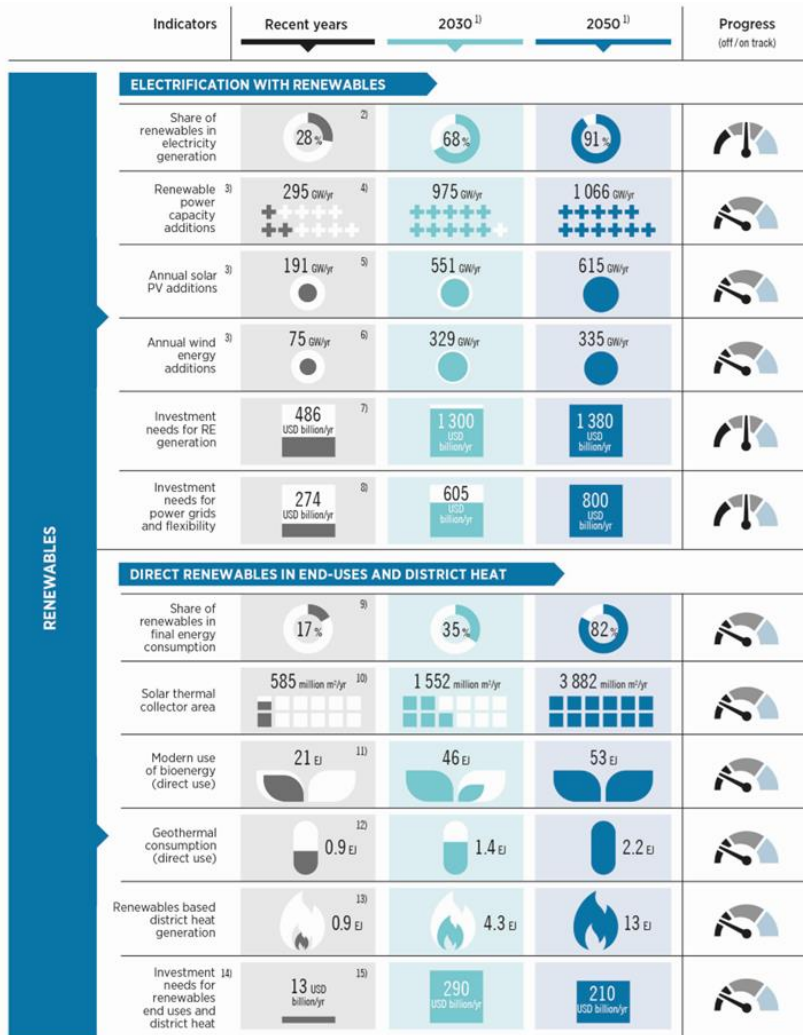 Indicators Recent years 2030 1) 2050 1) Progress
(off / on track)
RENEWABLES
ELECTRIFICATION WITH RENEWABLES
Share of
renewables in
electricity
generation
2)
28 % 68 % 91 %
Renewable 3)
power
capacity
additions
295 GW/yr 4) 975 GW/yr 1 066 GW/yr
Annual solar 3)
PV additions
191 GW/yr 5) 551 GW/yr 615 GW/yr
Annual wind 3)
energy
additions
75 GW/yr 6) 329 GW/yr 335 GW/yr
Investment
needs for RE
generation
486 7) 1 300 1 380
USD billion/yr USD billion/yr USD billion/yr
Investment
needs for
power grids
and flexibility
274 8) 605 800
USD billion/yr USD billion/yr USD billion/yr
DIRECT RENEWABLES IN END-USES AND DISTRICT HEAT
Share of
renewables in
final energy
consumption
9)
17 % 35 % 82 %
Solar thermal
collector area
585 million m²/yr 10) 1 552 million m²/yr 3 882 million m²/yr
Modern use
of bioenergy
(direct use)
21 EJ 11) 46 EJ 53 EJ
Geothermal
consumption
(direct use)
12)
0.9 EJ 1.4 EJ 2.2 EJ
Renewables based
district heat
generation
13)
0.9 EJ 4.3 EJ 13 EJ
Investment 14)
needs for
renewables
end uses and
district heat
13 USD 15) 290 210
billion/yr USD billion/yr USD billion/yr